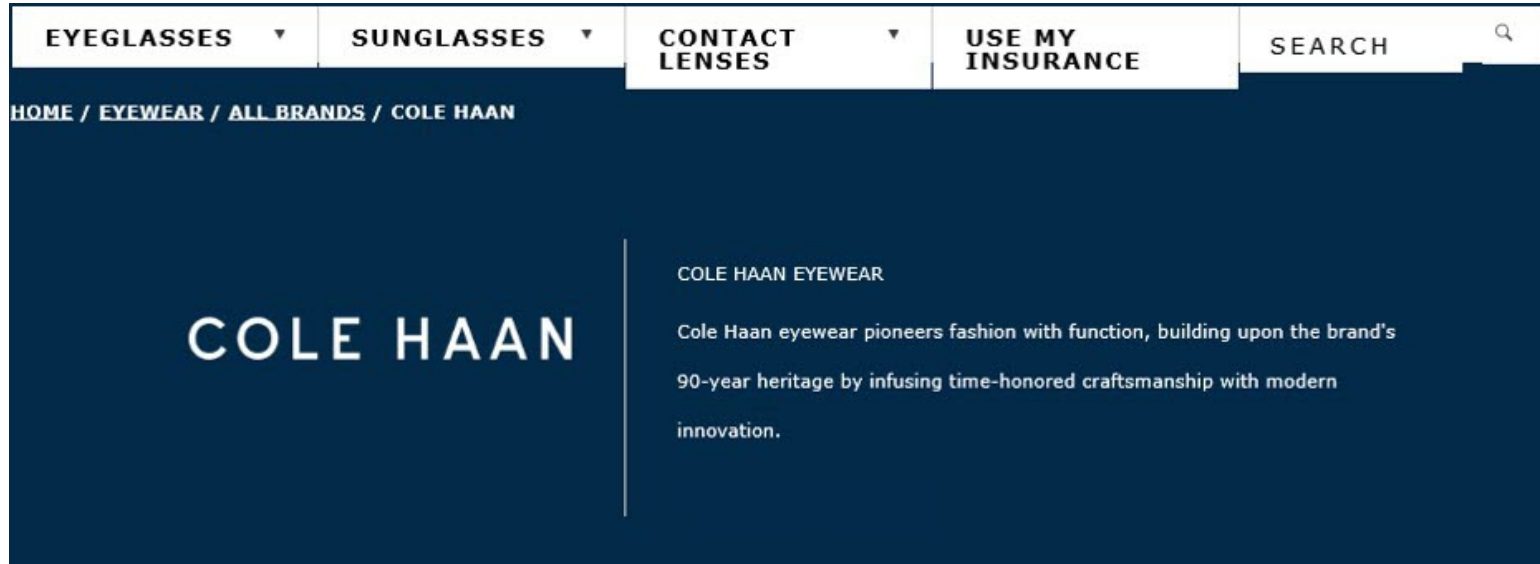 EYEGLASSES ▼ SUNGLASSES ▼ CONTACT LENSES ▼ USE MY INSURANCE SEARCH
HOME / EYEWEAR / ALL BRANDS / COLE HAAN
COLE HAAN
COLE HAAN EYEWEAR
Cole Haan eyewear pioneers fashion with function, building upon the brand's
90-year heritage by infusing time-honored craftsmanship with modern
innovation.